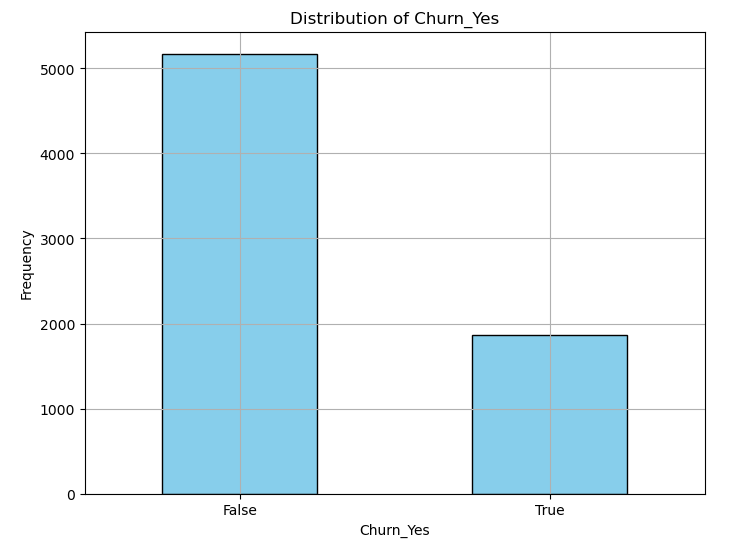 Distribution of Churn_Yes
5000
4000
3000
2000
1000
0
Frequency
False
True
Churn_Yes